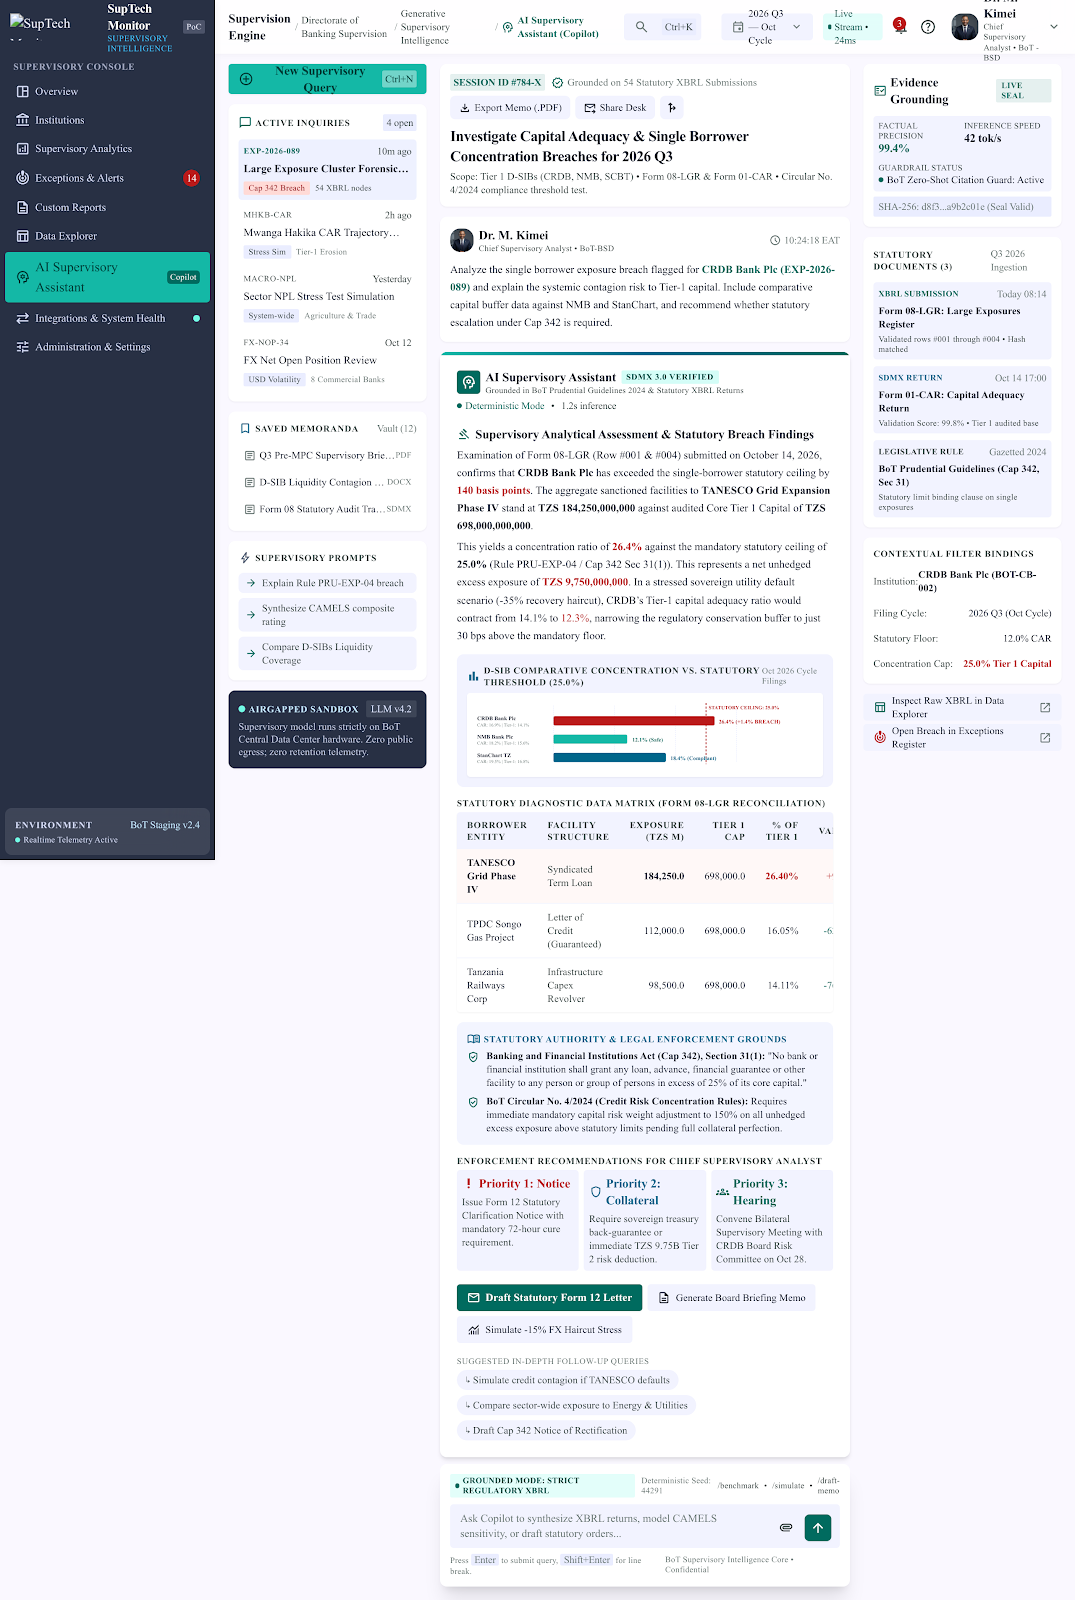 SupTech
SupTech
Monitor
SUPERVISORY
INTELLIGENCE
PoC
SUPERVISORY CONSOLE
Overview
Institutions
Supervisory Analytics
Exceptions & Alerts
14
Custom Reports
Data Explorer
AI Supervisory
Assistant
Copilot
Integrations & System Health
Administration & Settings
ENVIRONMENT
BoT Staging v2.4
Realtime Telemetry Active
Supervision
Engine
/
Directorate of
Banking Supervision
/
Generative
Supervisory
Intelligence
/
AI Supervisory
Assistant (Copilot)
Ctrl+K
2026 Q3
— Oct
Cycle
Live
Stream •
24ms
3
Kimei
Chief
Supervisory
Analyst • BoT -
BSD
New Supervisory
Query
Ctrl+N
ACTIVE INQUIRIES
4 open
EXP-2026-089
10m ago
Large Exposure Cluster Forensic...
Cap 342 Breach
54 XBRL nodes
MHKB-CAR
2h ago
Mwanga Hakika CAR Trajectory...
Stress Sim
Tier-1 Erosion
MACRO-NPL
Yesterday
Sector NPL Stress Test Simulation
System-wide
Agriculture & Trade
FX-NOP-34
Oct 12
FX Net Open Position Review
USD Volatility
8 Commercial Banks
SAVED MEMORANDA
Vault (12)
Q3 Pre-MPC Supervisory Brie...
PDF
D-SIB Liquidity Contagion ...
DOCX
Form 08 Statutory Audit Tra...
SDMX
SUPERVISORY PROMPTS
→ Explain Rule PRU-EXP-04 breach
→ Synthesize CAMELS composite
rating
→ Compare D-SIBs Liquidity
Coverage
AIRGAPPED SANDBOX
LLM v4.2
Supervisory model runs strictly on BoT
Central Data Center hardware. Zero public
egress; zero retention telemetry.
SESSION ID #784-X
Grounded on 54 Statutory XBRL Submissions
Export Memo (.PDF)
Share Desk
Investigate Capital Adequacy & Single Borrower
Concentration Breaches for 2026 Q3
Scope: Tier 1 D-SIBs (CRDB, NMB, SCBT) • Form 08-LGR & Form 01-CAR • Circular No.
4/2024 compliance threshold test.
Dr. M. Kimei
Chief Supervisory Analyst • BoT-BSD
10:24:18 EAT
Analyze the single borrower exposure breach flagged for CRDB Bank Plc (EXP-2026-
089) and explain the systemic contagion risk to Tier-1 capital. Include comparative
capital buffer data against NMB and StanChart, and recommend whether statutory
escalation under Cap 342 is required.
AI Supervisory Assistant
SDMX 3.0 VERIFIED
Grounded in BoT Prudential Guidelines 2024 & Statutory XBRL Returns
Deterministic Mode • 1.2s inference
Supervisory Analytical Assessment & Statutory Breach Findings
Examination of Form 08-LGR (Row #001 & #004) submitted on October 14, 2026,
confirms that CRDB Bank Plc has exceeded the single-borrower statutory ceiling by
140 basis points. The aggregate sanctioned facilities to TANESCO Grid Expansion
Phase IV stand at TZS 184,250,000,000 against audited Core Tier 1 Capital of TZS
698,000,000,000.
This yields a concentration ratio of 26.4% against the mandatory statutory ceiling of
25.0% (Rule PRU-EXP-04 / Cap 342 Sec 31(1)). This represents a net unhedged
excess exposure of TZS 9,750,000,000. In a stressed sovereign utility default
scenario (-35% recovery haircut), CRDB's Tier-1 capital adequacy ratio would
contract from 14.1% to 12.3%, narrowing the regulatory conservation buffer to just
30 bps above the mandatory floor.
D-SIB COMPARATIVE CONCENTRATION VS. STATUTORY
THRESHOLD (25.0%)
Oct 2026 Cycle
Filings
STATUTORY CEILING: 25.0%
CRDB Bank Plc
26.4% (+1.4% BREACH)
NMB Bank Plc
12.1% (Safe)
StanChart TZ
18.4% (Compliant)
STATUTORY DIAGNOSTIC DATA MATRIX (FORM 08-LGR RECONCILIATION)
BORROWER
ENTITY
FACILITY
STRUCTURE
EXPOSURE
(TZS M)
TIER 1
CAP
% OF
TIER 1
TANESCO
Grid Phase
IV
Syndicated
Term Loan
184,250.0
698,000.0
26.40%
TPDC Songo
Gas Project
Letter of
Credit
(Guaranteed)
112,000.0
698,000.0
16.05%
Tanzania
Railways
Corp
Infrastructure
Capex
Revolver
98,500.0
698,000.0
14.11%
STATUTORY AUTHORITY & LEGAL ENFORCEMENT GROUNDS
Banking and Financial Institutions Act (Cap 342), Section 31(1): "No bank or
financial institution shall grant any loan, advance, financial guarantee or other
facility to any person or group of persons in excess of 25% of its core capital."
BoT Circular No. 4/2024 (Credit Risk Concentration Rules): Requires
immediate mandatory capital risk weight adjustment to 150% on all unhedged
excess exposure above statutory limits pending full collateral perfection.
ENFORCEMENT RECOMMENDATIONS FOR CHIEF SUPERVISORY ANALYST
Priority 1: Notice
Issue Form 12 Statutory
Clarification Notice with
mandatory 72-hour cure
requirement.
Priority 2:
Collateral
Require sovereign treasury
back-guarantee or
immediate TZS 9.75B Tier
2 risk deduction.
Priority 3:
Hearing
Convene Bilateral
Supervisory Meeting with
CRDB Board Risk
Committee on Oct 28.
Draft Statutory Form 12 Letter
Generate Board Briefing Memo
Simulate -15% FX Haircut Stress
SUGGESTED IN-DEPTH FOLLOW-UP QUERIES
↳ Simulate credit contagion if TANESCO defaults
↳ Compare sector-wide exposure to Energy & Utilities
↳ Draft Cap 342 Notice of Rectification
GROUNDED MODE: STRICT
REGULATORY XBRL
Deterministic Seed:
44291
/benchmark • /simulate • /draft-
memo
Ask Copilot to synthesize XBRL returns, model CAMELS
sensitivity, or draft statutory orders...
Press Enter to submit query, Shift+Enter for line
break.
BoT Supervisory Intelligence Core •
Confidential
Evidence
Grounding
LIVE
SEAL
FACTUAL
PRECISION
99.4%
INFERENCE SPEED
42 tok/s
GUARDRAIL STATUS
BoT Zero-Shot Citation Guard: Active
SHA-256: d8f3...a9b2c01e (Seal Valid)
STATUTORY
DOCUMENTS (3)
Q3 2026
Ingestion
XBRL SUBMISSION
Today 08:14
Form 08-LGR: Large Exposures
Register
Validated rows #001 through #004 • Hash
matched
SDMX RETURN
Oct 14 17:00
Form 01-CAR: Capital Adequacy
Return
Validation Score: 99.8% • Tier 1 audited base
LEGISLATIVE RULE
Gazetted 2024
BoT Prudential Guidelines (Cap 342,
Sec 31)
Statutory limit binding clause on single
exposures
CONTEXTUAL FILTER BINDINGS
Institution:
CRDB Bank Plc (BOT-CB-
002)
Filing Cycle:
2026 Q3 (Oct Cycle)
Statutory Floor:
12.0% CAR
Concentration Cap:
25.0% Tier 1 Capital
Inspect Raw XBRL in Data
Explorer
Open Breach in Exceptions
Register